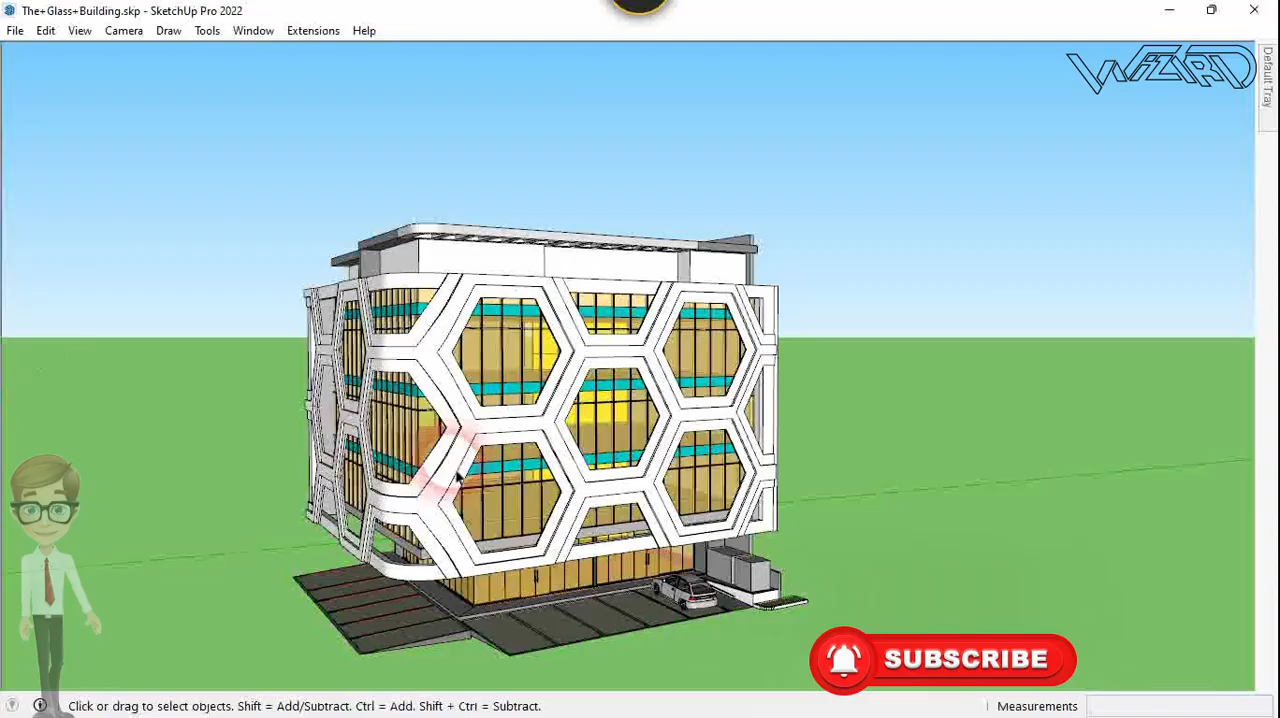 The+Glass+Building.skp - SketchUp Pro 2022
File Edit View Camera Draw Tools Window Extensions Help
WIZARD
Default Tray
SUBSCRIBE
Click or drag to select objects. Shift = Add/Subtract. Ctrl = Add. Shift + Ctrl = Subtract.
Measurements